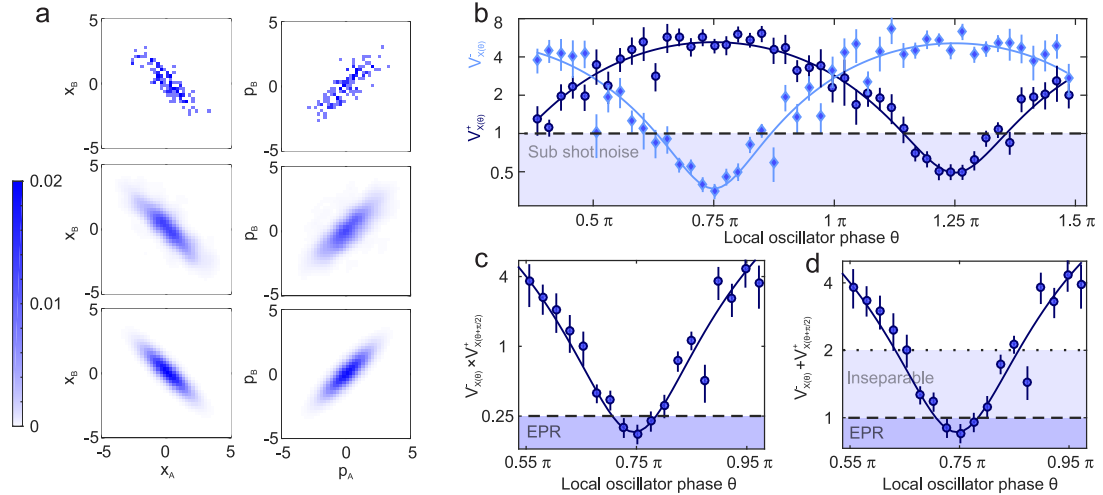 a
5
0
-5
x_B
5
0
-5
p_B
5
0
-5
x_B
5
0
-5
p_B
5
0
-5
x_B
-5 0 5
x_A
5
0
-5
p_B
-5 0 5
p_A
0.02
0.01
0
b
8
4
2
1
0.5
V⁻_X(θ)
V⁺_X(θ)
Sub shot noise
0.5 π 0.75 π 1 π 1.25 π 1.5 π
Local oscillator phase θ
c
4
1
0.25
V⁻_X(θ) ×V⁺_X(θ+π/2)
EPR
0.55 π 0.75 π 0.95 π
Local oscillator phase θ
d
4
2
1
V⁻_X(θ) +V⁺_X(θ+π/2)
Inseparable
EPR
0.55 π 0.75 π 0.95 π
Local oscillator phase θ